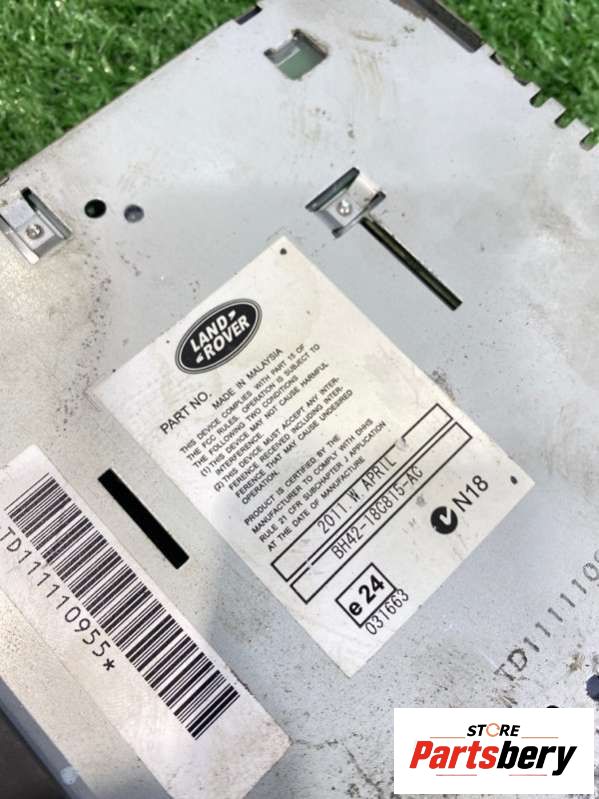 LAND
ROVER
PART NO. MADE IN MALAYSIA
THIS DEVICE COMPLIES WITH PART 15 OF
THE FCC RULES. OPERATION IS SUBJECT TO
THE FOLLOWING TWO CONDITIONS
(1) THIS DEVICE MAY NOT CAUSE HARMFUL
INTERFERENCE.
(2) THIS DEVICE MUST ACCEPT ANY INTER-
FERENCE RECEIVED INCLUDING INTER-
FERENCE THAT MAY CAUSE UNDESIRED
OPERATION.
PRODUCT IS CERTIFIED BY THE
MANUFACTURER TO COMPLY WITH DHHS
RULE 21 CFR SUBCHAPTER J APPLICATION
AT THE DATE OF MANUFACTURE
2011.W.APRIL
BH42-18C815-AC
N18
e 24
031663
TD111110955*
TD111110
STORE
Partsbery